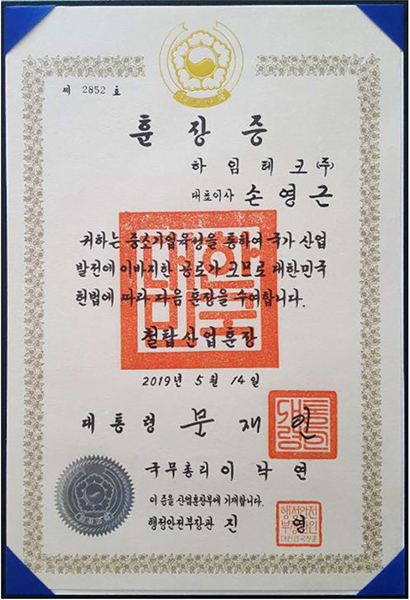 제 2852 호
훈장증
하임테크(주)
대표이사 손영근
귀하는 중소기업육성을 통하여 국가 산업
발전에 이바지한 공로가 크므로 대한민국
헌법에 따라 다음 훈장을 수여합니다.
철탑산업훈장
2019년 5월 14일
대통령 문재인
국무총리 이낙연
이 증을 산업훈장부에 기재합니다.
행정안전부장관 진영